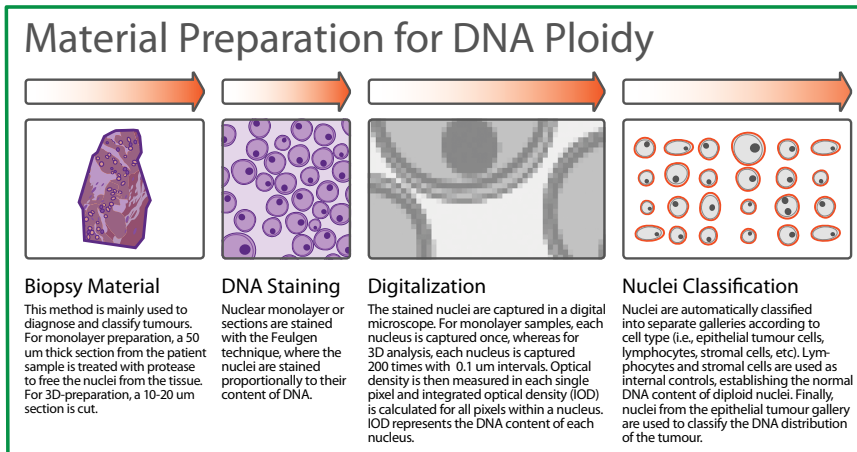 Material Preparation for DNA Ploidy
Biopsy Material
This method is mainly used to
diagnose and classify tumours.
For monolayer preparation, a 50
um thick section from the patient
sample is treated with protease
to free the nuclei from the tissue.
For 3D-preparation, a 10-20 um
section is cut.
DNA Staining
Nuclear monolayer or
sections are stained
with the Feulgen
technique, where the
nuclei are stained
proportionally to their
content of DNA.
Digitalization
The stained nuclei are captured in a digital
microscope. For monolayer samples, each
nucleus is captured once, whereas for
3D analysis, each nucleus is captured
200 times with 0.1 um intervals. Optical
density is then measured in each single
pixel and integrated optical density (IOD)
is calculated for all pixels within a nucleus.
IOD represents the DNA content of each
nucleus.
Nuclei Classification
Nuclei are automatically classified
into separate galleries according to
cell type (i.e., epithelial tumour cells,
lymphocytes, stromal cells, etc). Lym-
phocytes and stromal cells are used as
internal controls, establishing the normal
DNA content of diploid nuclei. Finally,
nuclei from the epithelial tumour gallery
are used to classify the DNA distribution
of the tumour.